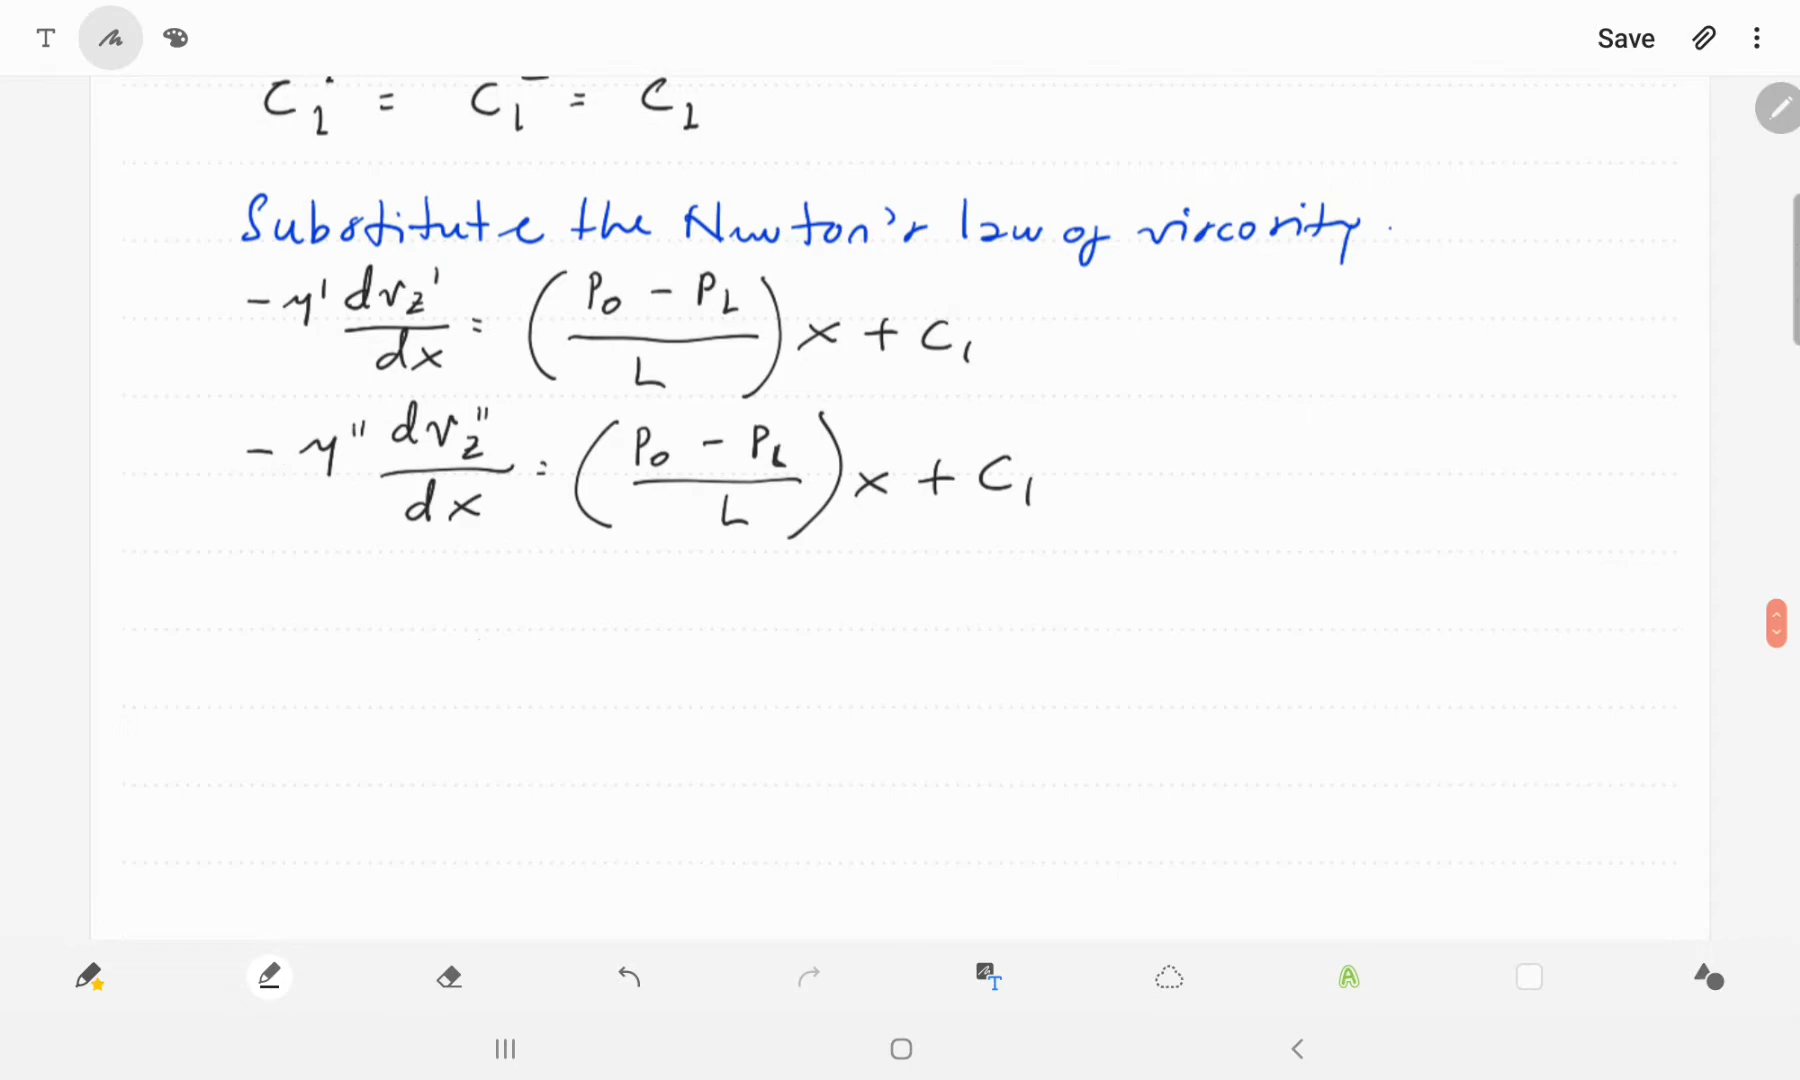 T Save
C₁' = C₁⁻ = C₁
Substitute the Newton's law of viscosity.
-η' dv_z'/dx = (P₀ - P_L / L) x + C₁
-η'' dv_z''/dx = (P₀ - P_L / L) x + C₁